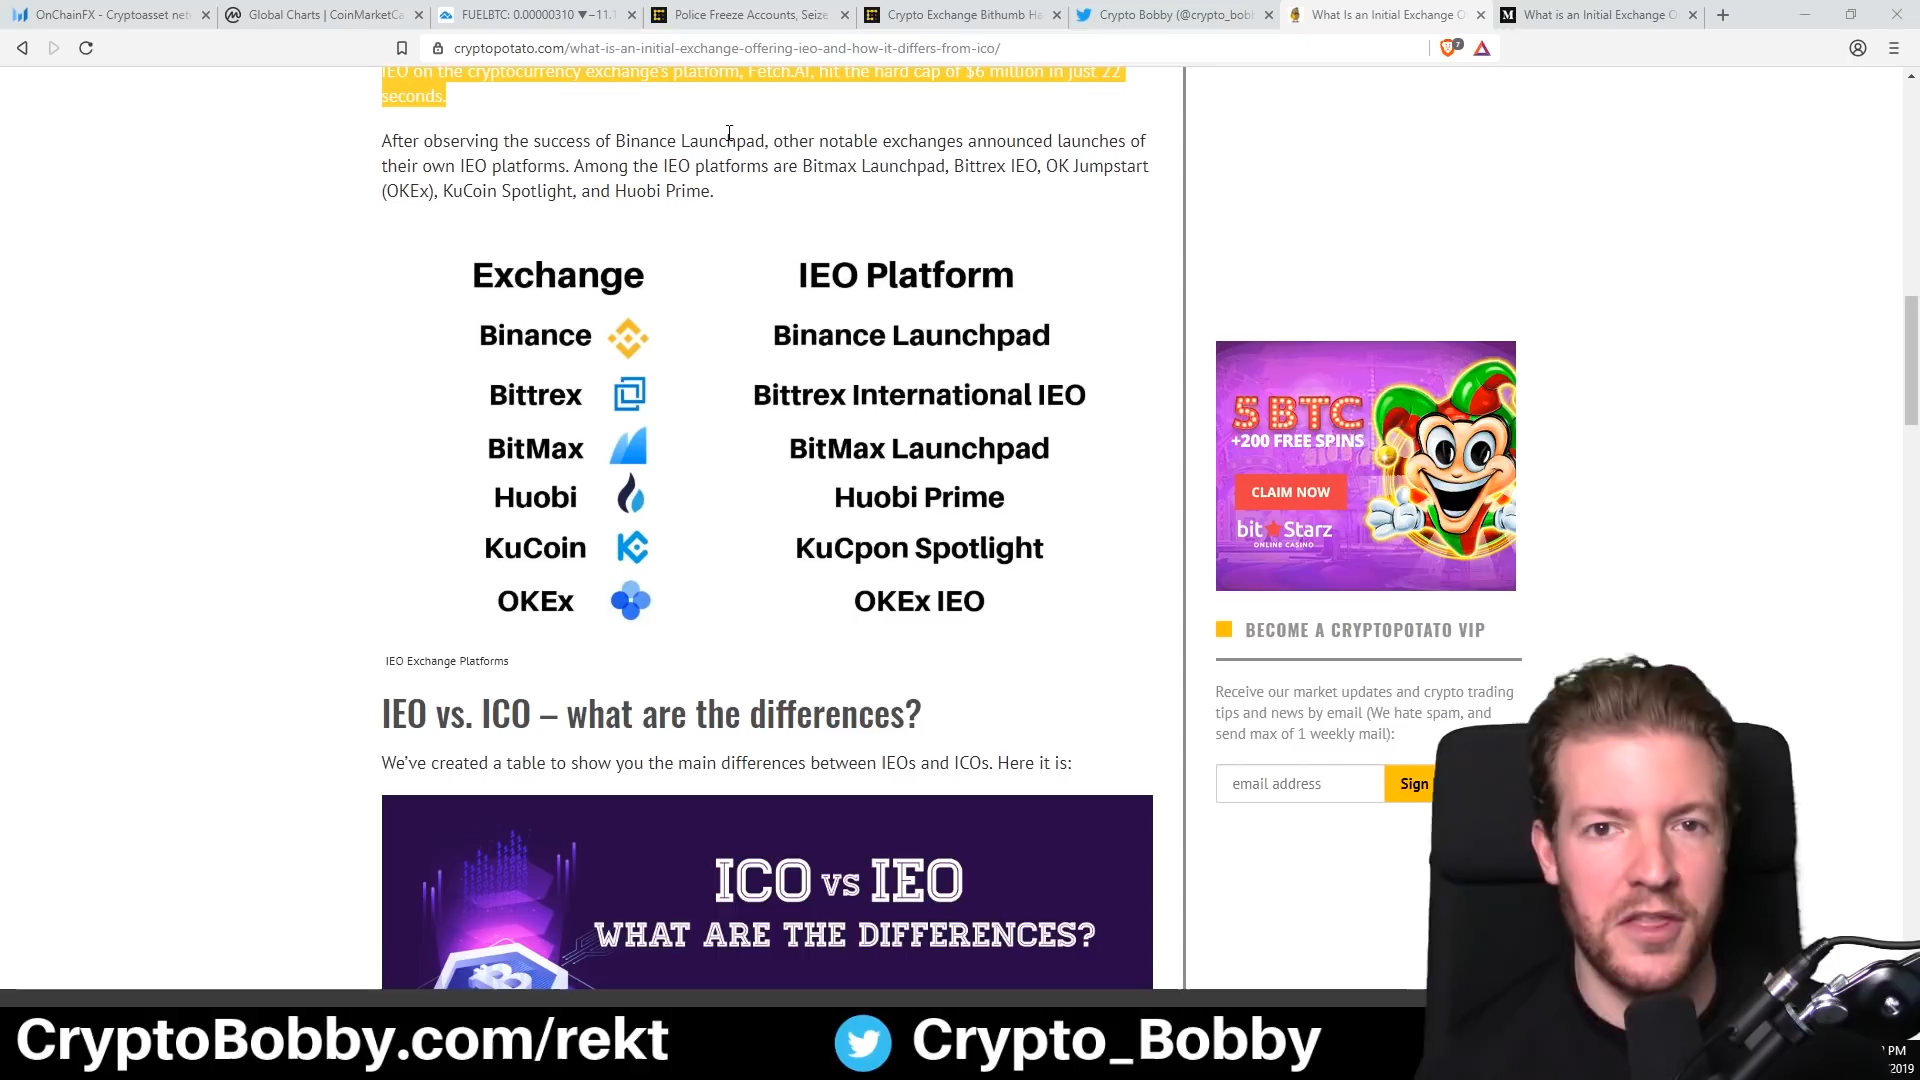 OnChainFX - Cryptoasset net
Global Charts | CoinMarketCa
FUELBTC: 0.00000310 ▼−11.
Police Freeze Accounts, Seize
Crypto Exchange Bithumb Ha
Crypto Bobby (@crypto_bobb
What Is an Initial Exchange O
What is an Initial Exchange O
cryptopotato.com/what-is-an-initial-exchange-offering-ieo-and-how-it-differs-from-ico/
7
IEO on the cryptocurrency exchange's platform, Fetch.AI, hit the hard cap of $6 million in just 22
seconds.
After observing the success of Binance Launchpad, other notable exchanges announced launches of
their own IEO platforms. Among the IEO platforms are Bitmax Launchpad, Bittrex IEO, OK Jumpstart
(OKEx), KuCoin Spotlight, and Huobi Prime.
Exchange IEO Platform
Binance Binance Launchpad
Bittrex Bittrex International IEO
BitMax BitMax Launchpad
Huobi Huobi Prime
KuCoin KuCpon Spotlight
OKEx OKEx IEO
IEO Exchange Platforms
IEO vs. ICO – what are the differences?
We've created a table to show you the main differences between IEOs and ICOs. Here it is:
ICO VS IEO
WHAT ARE THE DIFFERENCES?
5 BTC
+200 FREE SPINS
CLAIM NOW
bit Starz
ONLINE CASINO
BECOME A CRYPTOPOTATO VIP
Receive our market updates and crypto trading
tips and news by email (We hate spam, and
send max of 1 weekly mail):
email address
Sign
CryptoBobby.com/rekt
Crypto_Bobby
PM
2019